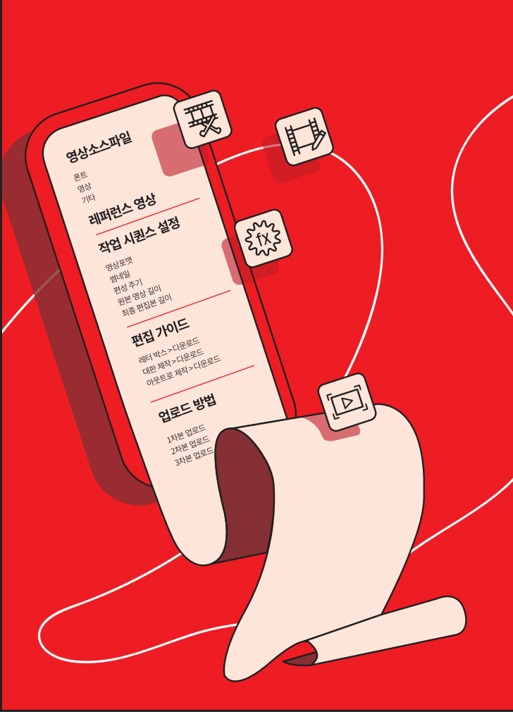 영상소스파일
폰트
영상
기타
레퍼런스 영상
작업 시퀀스 설정
영상포맷
썸네일
편성 주기
원본 영상 길이
최종 편집본 길이
편집 가이드
레터 박스 > 다운로드
대판 제작 > 다운로드
아웃트로 제작 > 다운로드
업로드 방법
1차본 업로드
2차본 업로드
3차본 업로드
fx